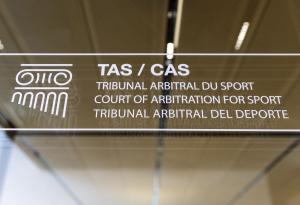 TAS / CAS
TRIBUNAL ARBITRAL DU SPORT
COURT OF ARBITRATION FOR SPORT
TRIBUNAL ARBITRAL DEL DEPORTE